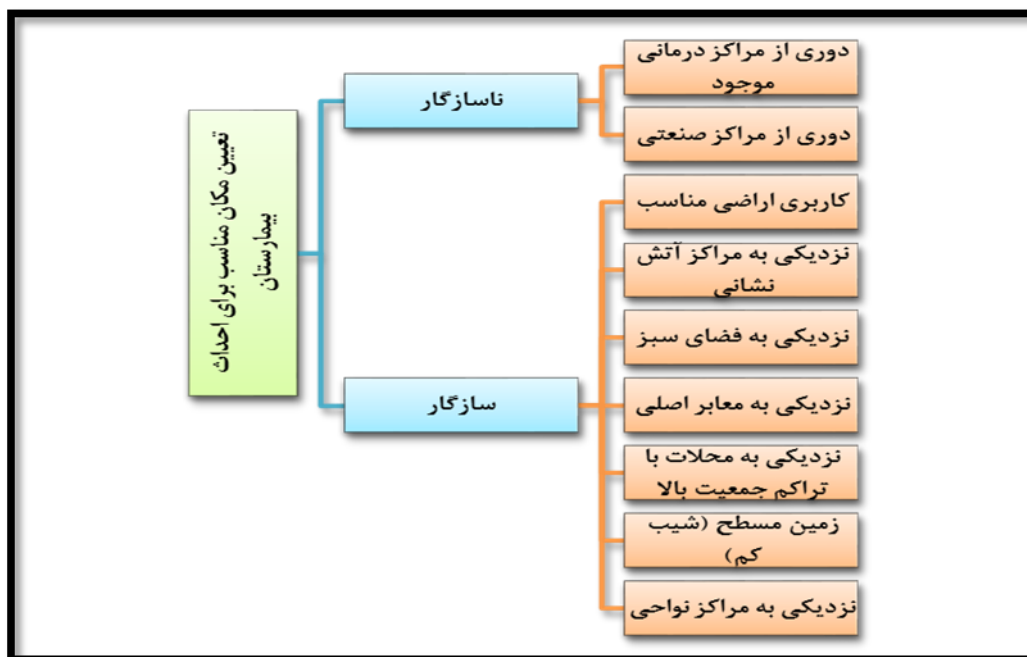 تعیین مکان مناسب برای احداث
بیمارستان
ناسازگار
دوری از مراکز درمانی
موجود
دوری از مراکز صنعتی
سازگار
کاربری اراضی مناسب
نزدیکی به مراکز آتش
نشانی
نزدیکی به فضای سبز
نزدیکی به معابر اصلی
نزدیکی به محلات با
تراکم جمعیت بالا
زمین مسطح (شیب
کم)
نزدیکی به مراکز نواحی